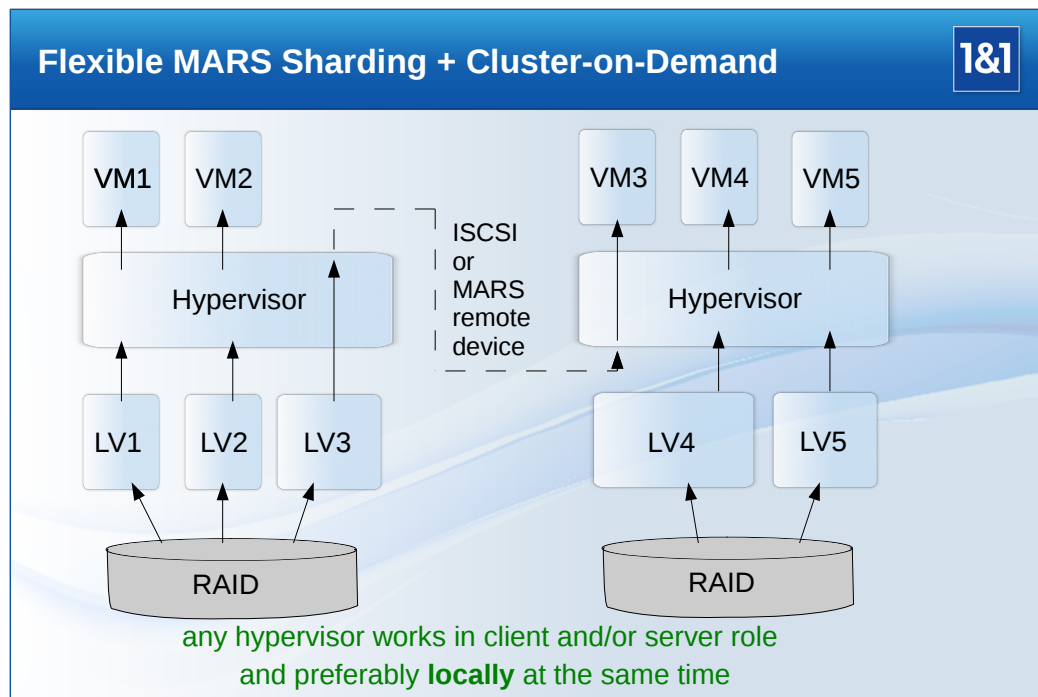 Flexible MARS Sharding + Cluster-on-Demand
1&1
VM1
VM2
VM3
VM4
VM5
ISCSI
or
MARS
remote
device
Hypervisor
Hypervisor
LV1
LV2
LV3
LV4
LV5
RAID
RAID
any hypervisor works in client and/or server role
and preferably locally at the same time